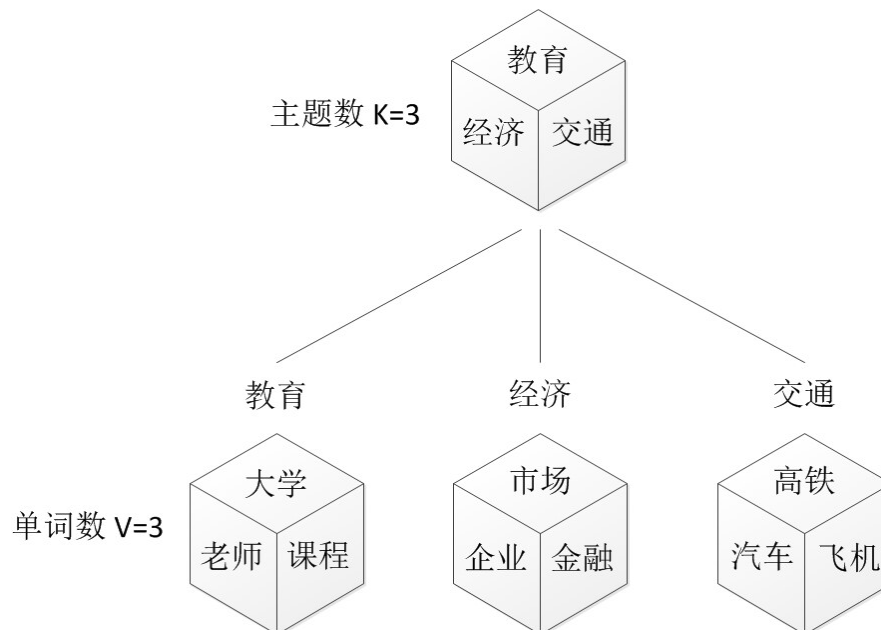 教育
主题数 K=3
经济 交通
教育 经济 交通
大学 市场 高铁
单词数 V=3
老师 课程 企业 金融 汽车 飞机